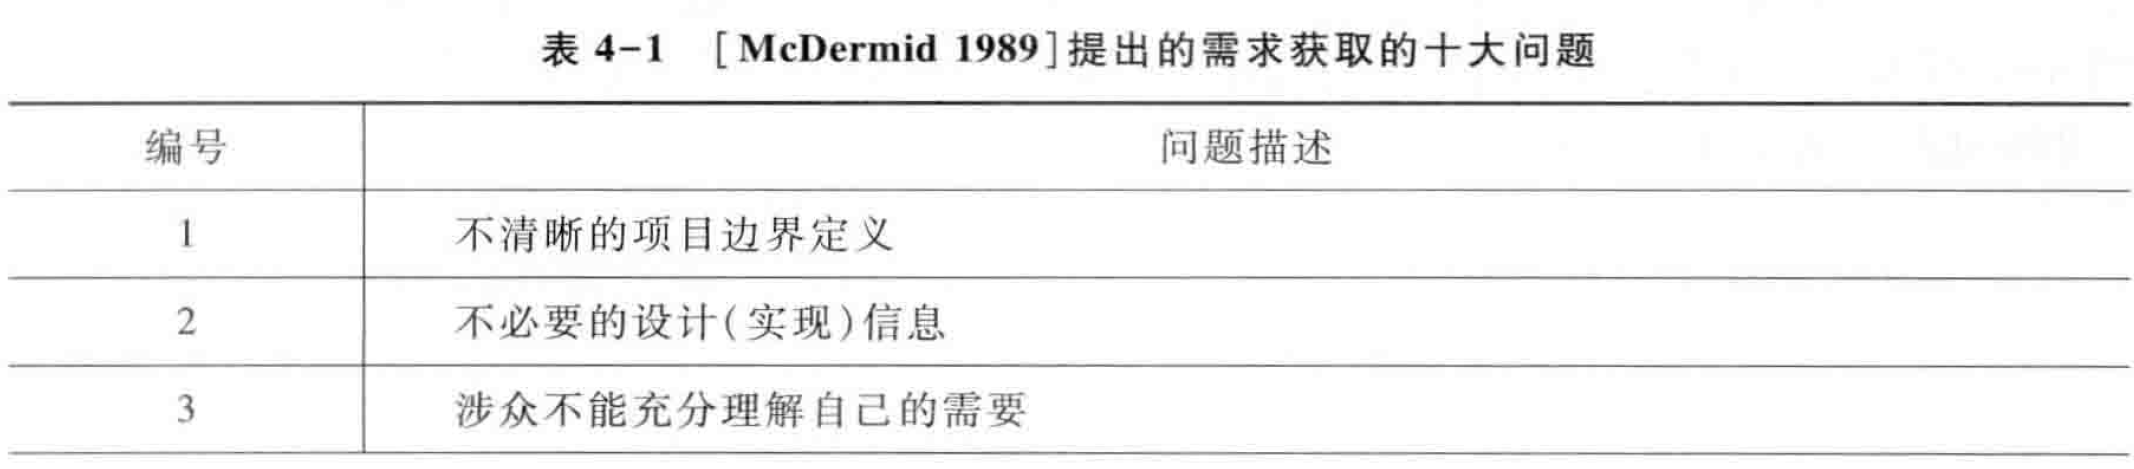 表 4-1 [McDermid 1989]提出的需求获取的十大问题
编号 问题描述
1 不清晰的项目边界定义
2 不必要的设计(实现)信息
3 涉众不能充分理解自己的需要